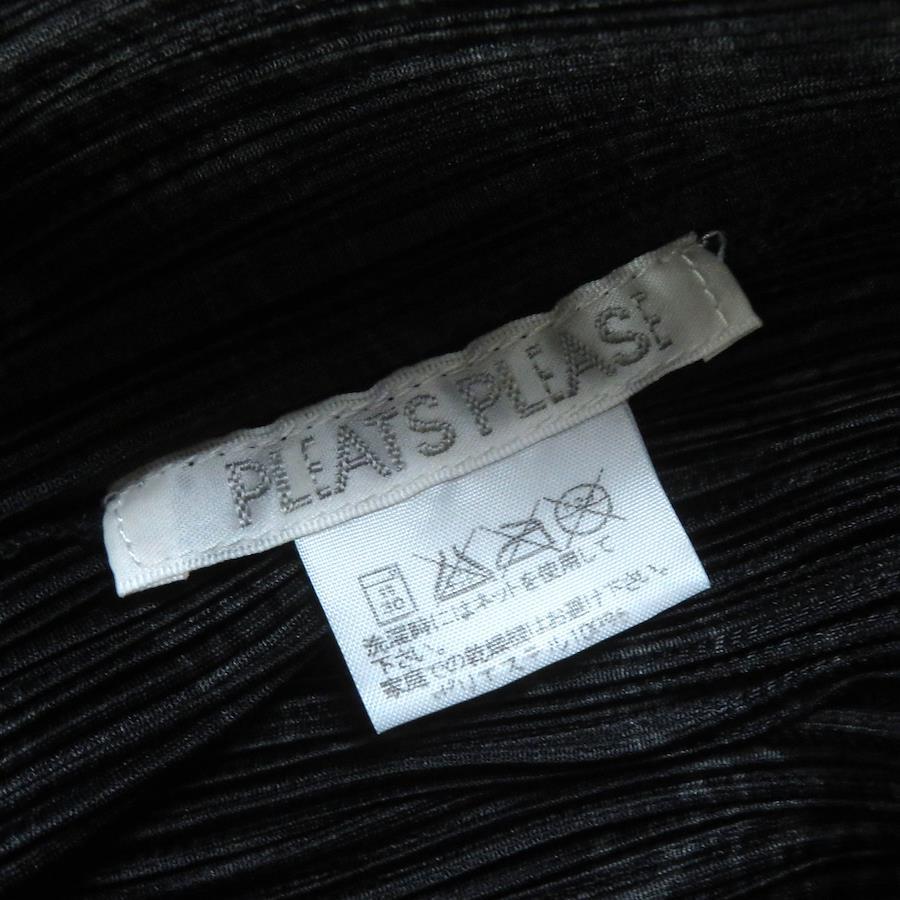 PLEATS PLEASE
洗濯時にはネットを使用して
下さい。
家庭での乾燥機はお避け下さい。
ポリエステル100%